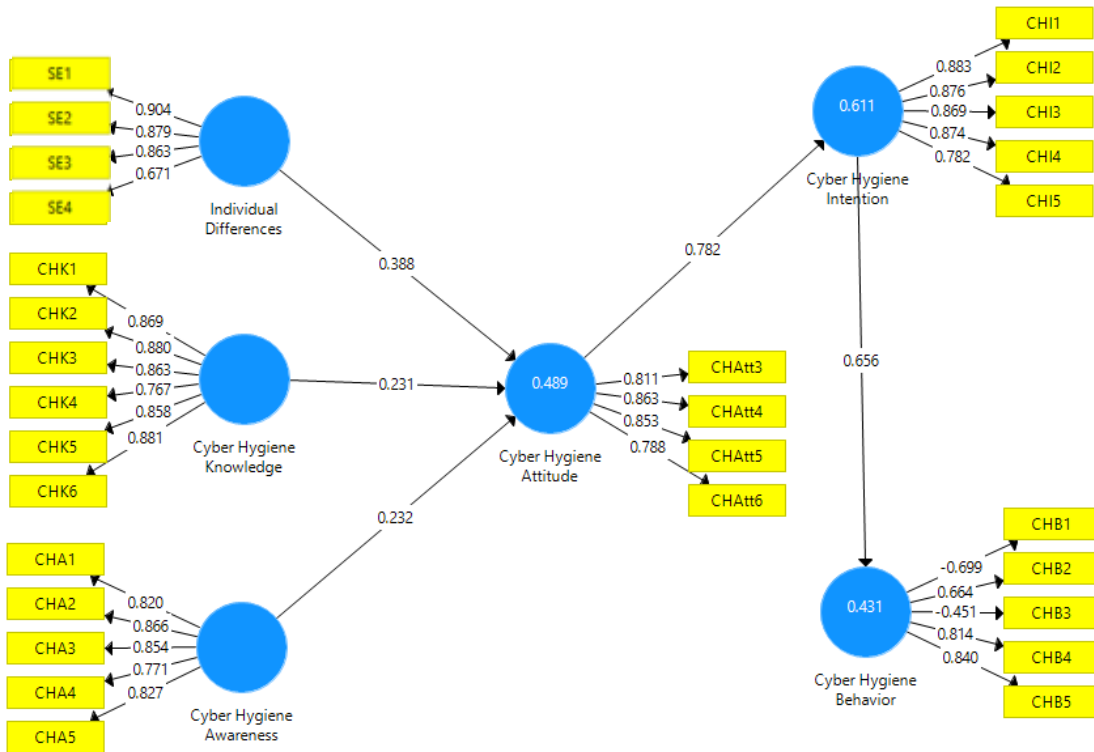 SE1
SE2
SE3
SE4
0.904
0.879
0.863
0.671
Individual
Differences
0.388
CHK1
CHK2
CHK3
CHK4
CHK5
CHK6
0.869
0.880
0.863
0.767
0.858
0.881
Cyber Hygiene
Knowledge
0.231
CHA1
CHA2
CHA3
CHA4
CHA5
0.820
0.866
0.854
0.771
0.827
Cyber Hygiene
Awareness
0.232
0.489
Cyber Hygiene
Attitude
0.811
0.863
0.853
0.788
CHAtt3
CHAtt4
CHAtt5
CHAtt6
0.782
0.611
Cyber Hygiene
Intention
0.883
0.876
0.869
0.874
0.782
CHI1
CHI2
CHI3
CHI4
CHI5
0.656
0.431
Cyber Hygiene
Behavior
-0.699
0.664
-0.451
0.814
0.840
CHB1
CHB2
CHB3
CHB4
CHB5